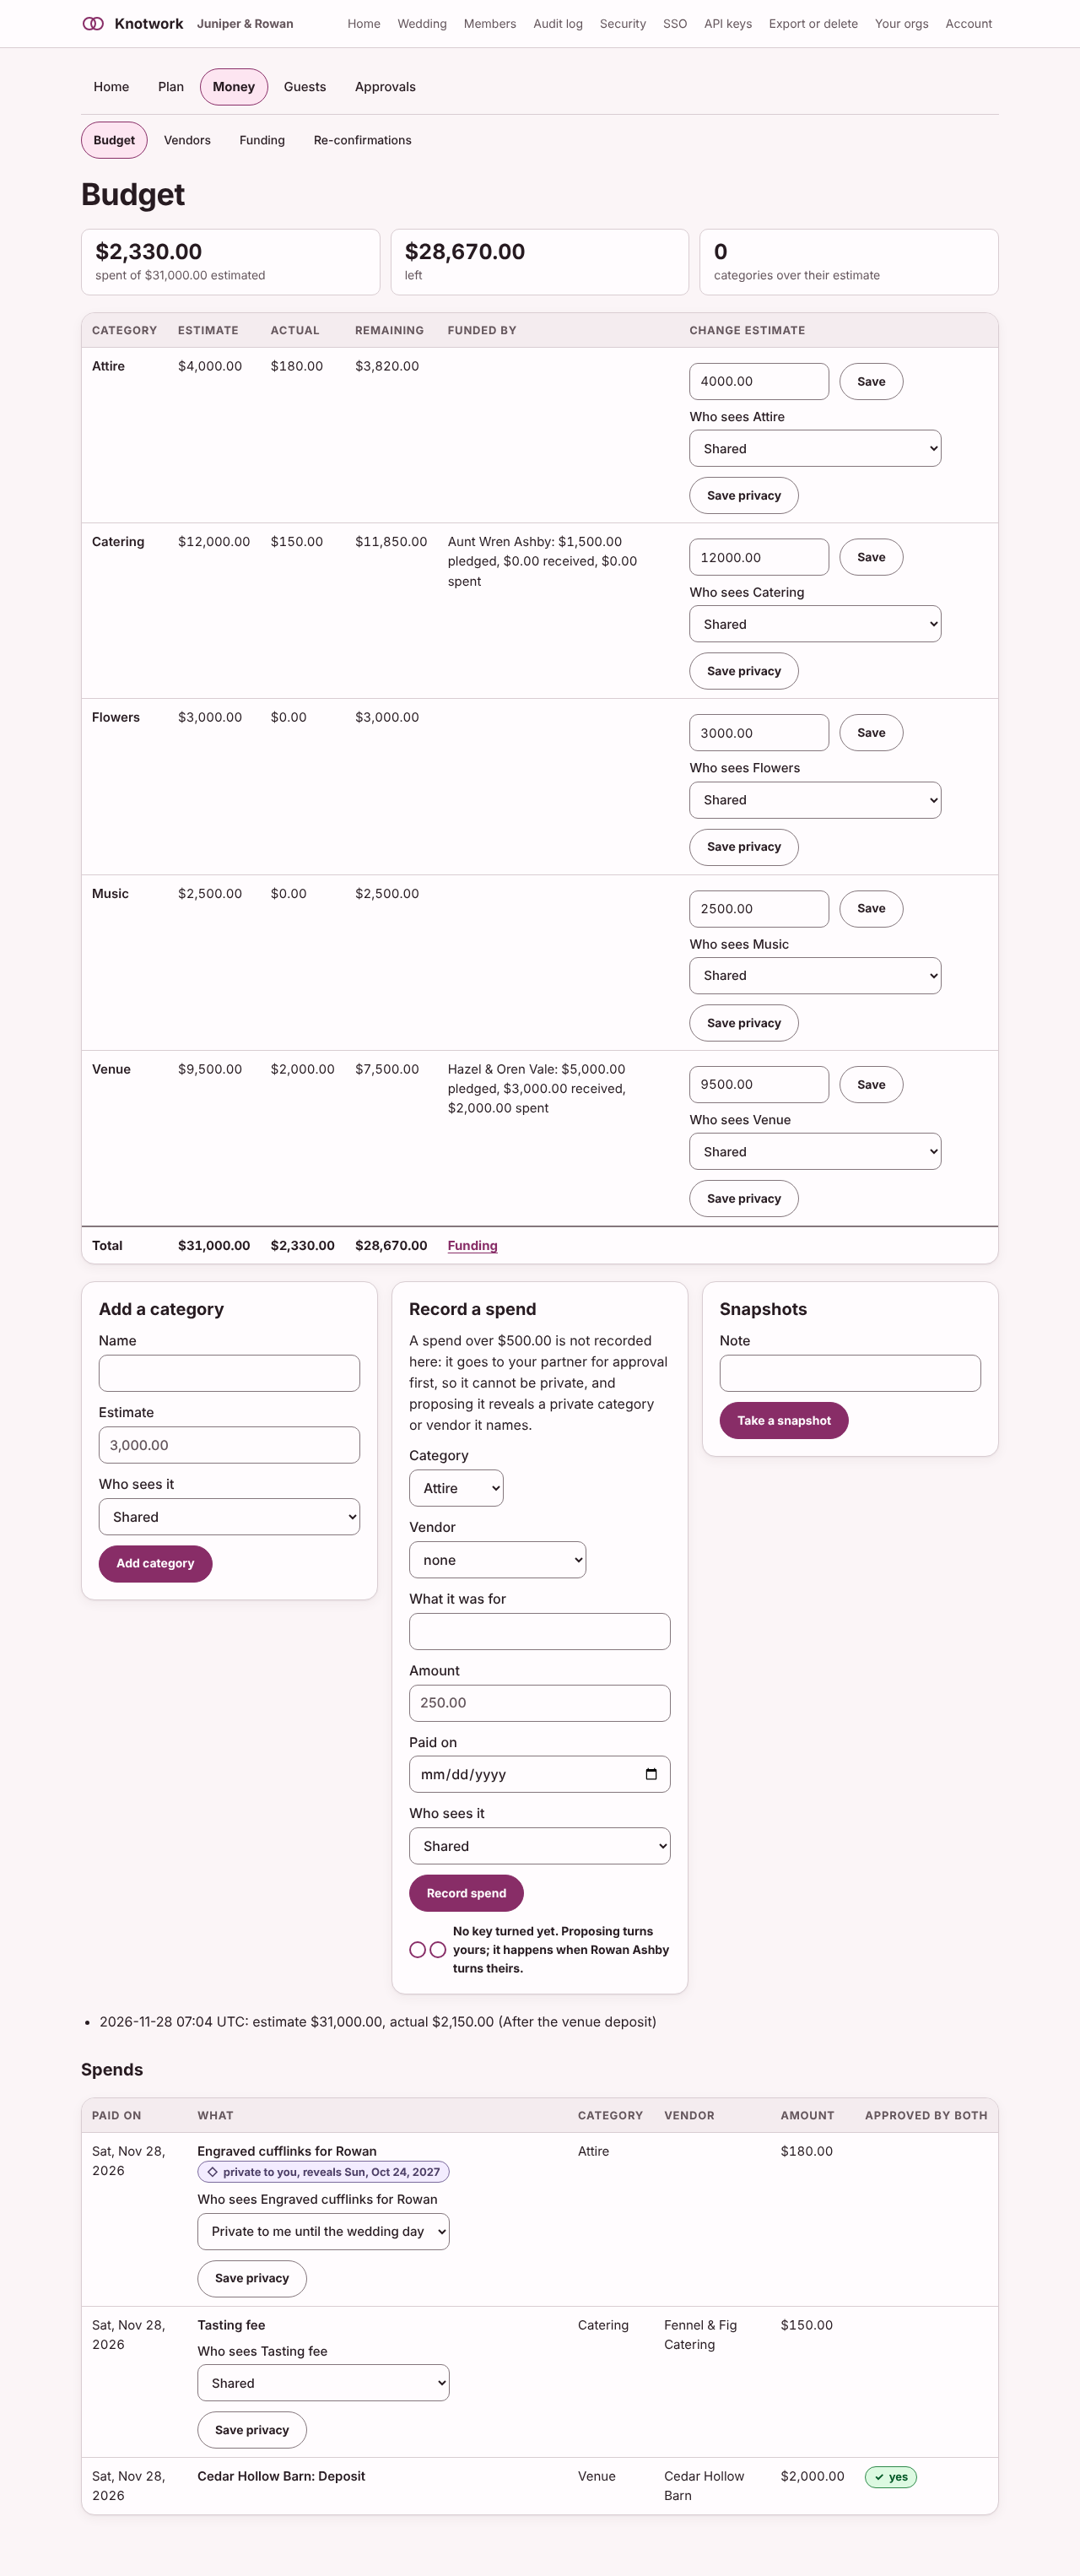 Knotwork Juniper & Rowan Home Wedding Members Audit log Security SSO API keys Export or delete Your orgs Account
Home Plan Money Guests Approvals
Budget Vendors Funding Re-confirmations
Budget
$2,330.00
spent of $31,000.00 estimated
$28,670.00
left
0
categories over their estimate
CATEGORY ESTIMATE ACTUAL REMAINING FUNDED BY CHANGE ESTIMATE
Attire $4,000.00 $180.00 $3,820.00
4000.00 Save
Who sees Attire
Shared
Save privacy
Catering $12,000.00 $150.00 $11,850.00 Aunt Wren Ashby: $1,500.00
pledged, $0.00 received, $0.00
spent
12000.00 Save
Who sees Catering
Shared
Save privacy
Flowers $3,000.00 $0.00 $3,000.00
3000.00 Save
Who sees Flowers
Shared
Save privacy
Music $2,500.00 $0.00 $2,500.00
2500.00 Save
Who sees Music
Shared
Save privacy
Venue $9,500.00 $2,000.00 $7,500.00 Hazel & Oren Vale: $5,000.00
pledged, $3,000.00 received,
$2,000.00 spent
9500.00 Save
Who sees Venue
Shared
Save privacy
Total $31,000.00 $2,330.00 $28,670.00 Funding
Add a category
Name
Estimate
3,000.00
Who sees it
Shared
Add category
Record a spend
A spend over $500.00 is not recorded
here: it goes to your partner for approval
first, so it cannot be private, and
proposing it reveals a private category
or vendor it names.
Category
Attire
Vendor
none
What it was for
Amount
250.00
Paid on
mm/dd/yyyy
Who sees it
Shared
Record spend
No key turned yet. Proposing turns
yours; it happens when Rowan Ashby
turns theirs.
Snapshots
Note
Take a snapshot
• 2026-11-28 07:04 UTC: estimate $31,000.00, actual $2,150.00 (After the venue deposit)
Spends
PAID ON WHAT CATEGORY VENDOR AMOUNT APPROVED BY BOTH
Sat, Nov 28,
2026
Engraved cufflinks for Rowan
private to you, reveals Sun, Oct 24, 2027
Who sees Engraved cufflinks for Rowan
Private to me until the wedding day
Save privacy
Attire $180.00
Sat, Nov 28,
2026
Tasting fee
Who sees Tasting fee
Shared
Save privacy
Catering
Fennel & Fig
Catering
$150.00
Sat, Nov 28,
2026
Cedar Hollow Barn: Deposit
Venue
Cedar Hollow
Barn
$2,000.00
✓ yes